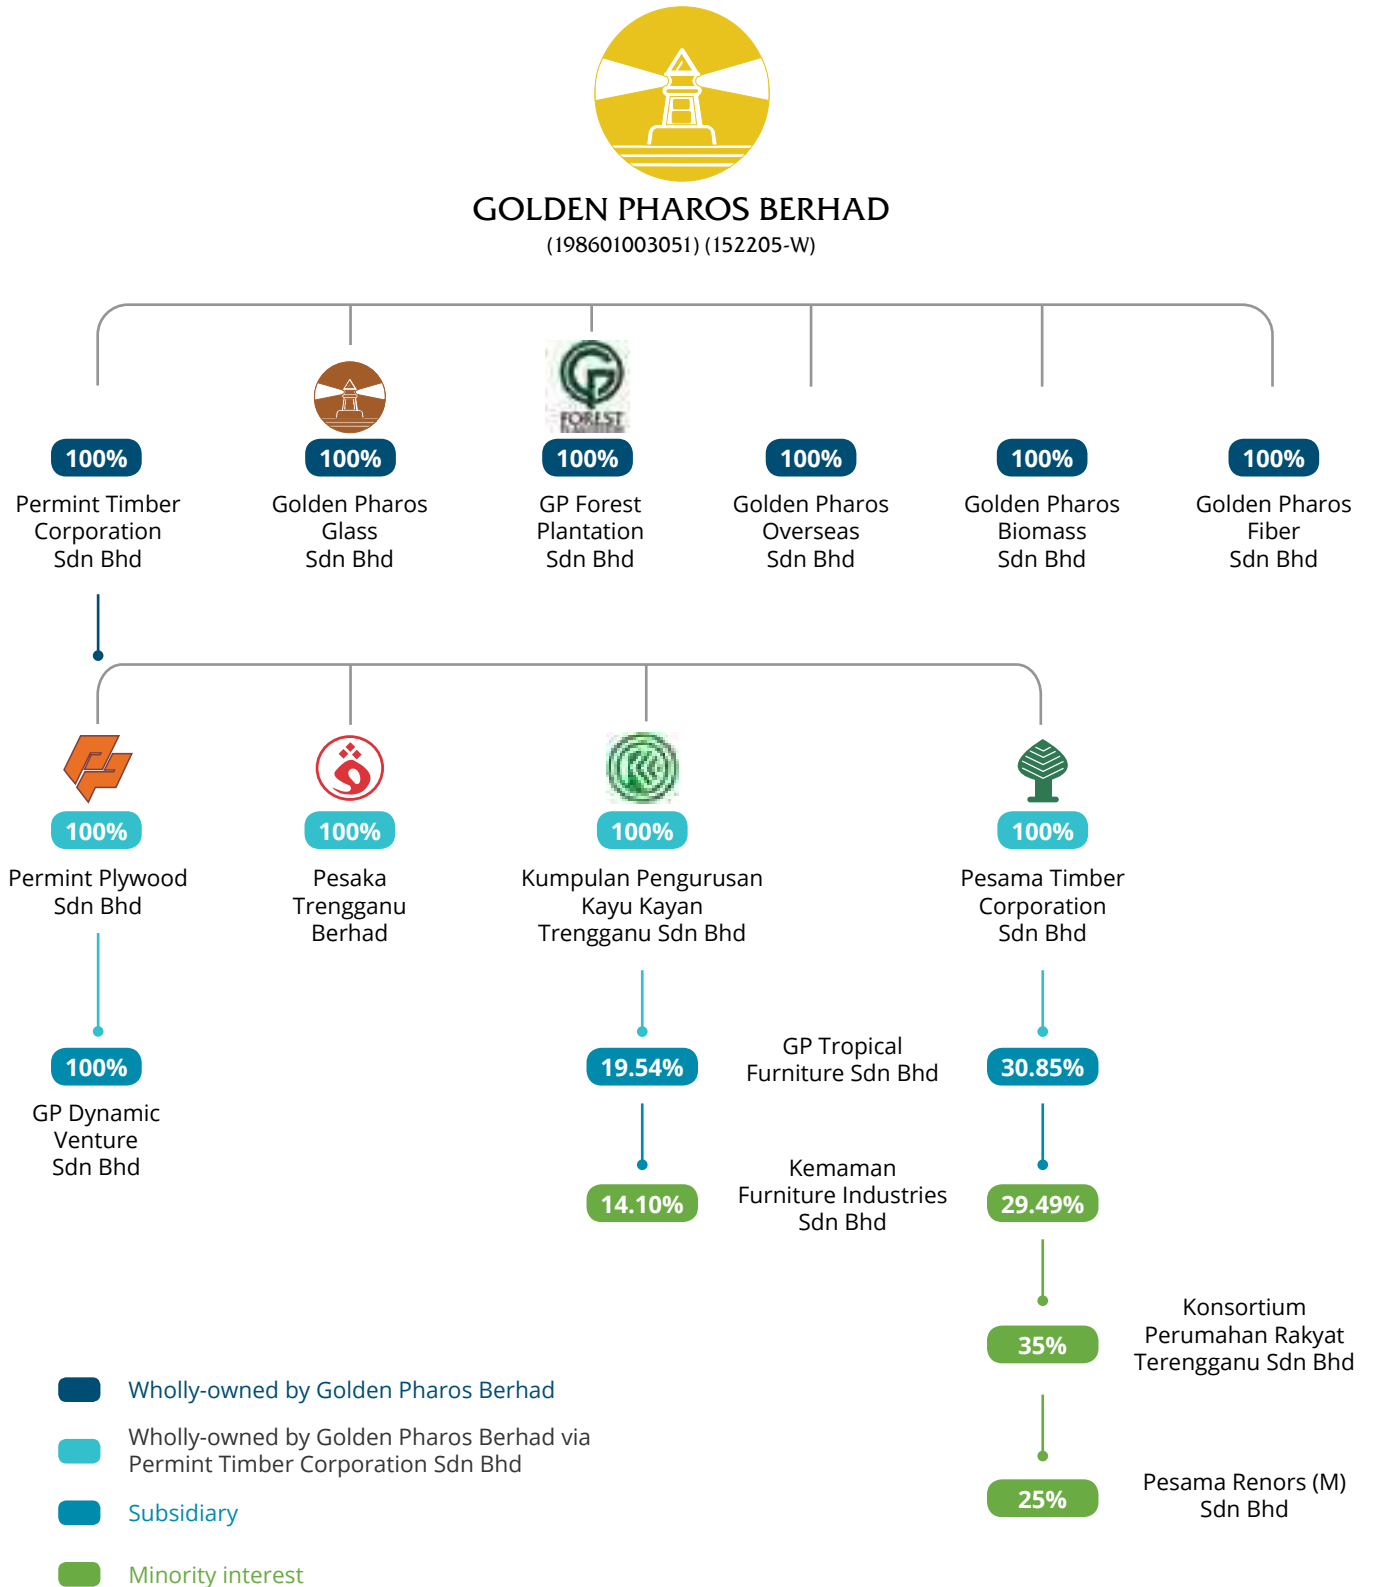 GOLDEN PHAROS BERHAD
(198601003051) (152205-W)
FOREST
100%
Permint Timber
Corporation
Sdn Bhd
100%
Golden Pharos
Glass
Sdn Bhd
100%
GP Forest
Plantation
Sdn Bhd
100%
Golden Pharos
Overseas
Sdn Bhd
100%
Golden Pharos
Biomass
Sdn Bhd
100%
Golden Pharos
Fiber
Sdn Bhd
100%
Permint Plywood
Sdn Bhd
100%
Pesaka
Trengganu
Berhad
100%
Kumpulan Pengurusan
Kayu Kayan
Trengganu Sdn Bhd
100%
Pesama Timber
Corporation
Sdn Bhd
100%
GP Dynamic
Venture
Sdn Bhd
19.54%
GP Tropical
Furniture Sdn Bhd
30.85%
14.10%
Kemaman
Furniture Industries
Sdn Bhd
29.49%
35%
Konsortium
Perumahan Rakyat
Terengganu Sdn Bhd
25%
Pesama Renors (M)
Sdn Bhd
Wholly-owned by Golden Pharos Berhad
Wholly-owned by Golden Pharos Berhad via
Permint Timber Corporation Sdn Bhd
Subsidiary
Minority interest